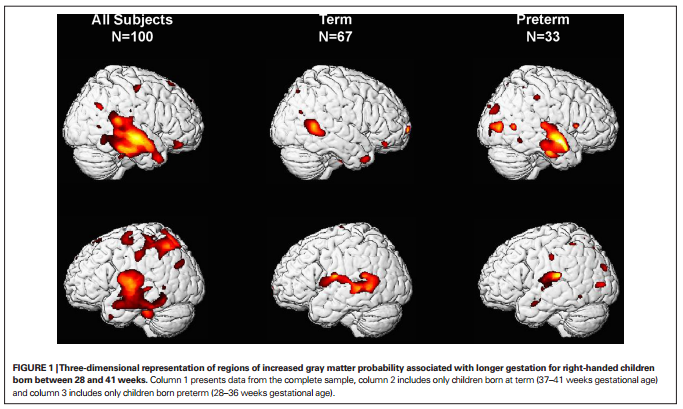 All Subjects
N=100
Term
N=67
Preterm
N=33
FIGURE 1 | Three-dimensional representation of regions of increased gray matter probability associated with longer gestation for right-handed children
born between 28 and 41 weeks. Column 1 presents data from the complete sample, column 2 includes only children born at term (37–41 weeks gestational age)
and column 3 includes only children born preterm (28–36 weeks gestational age).